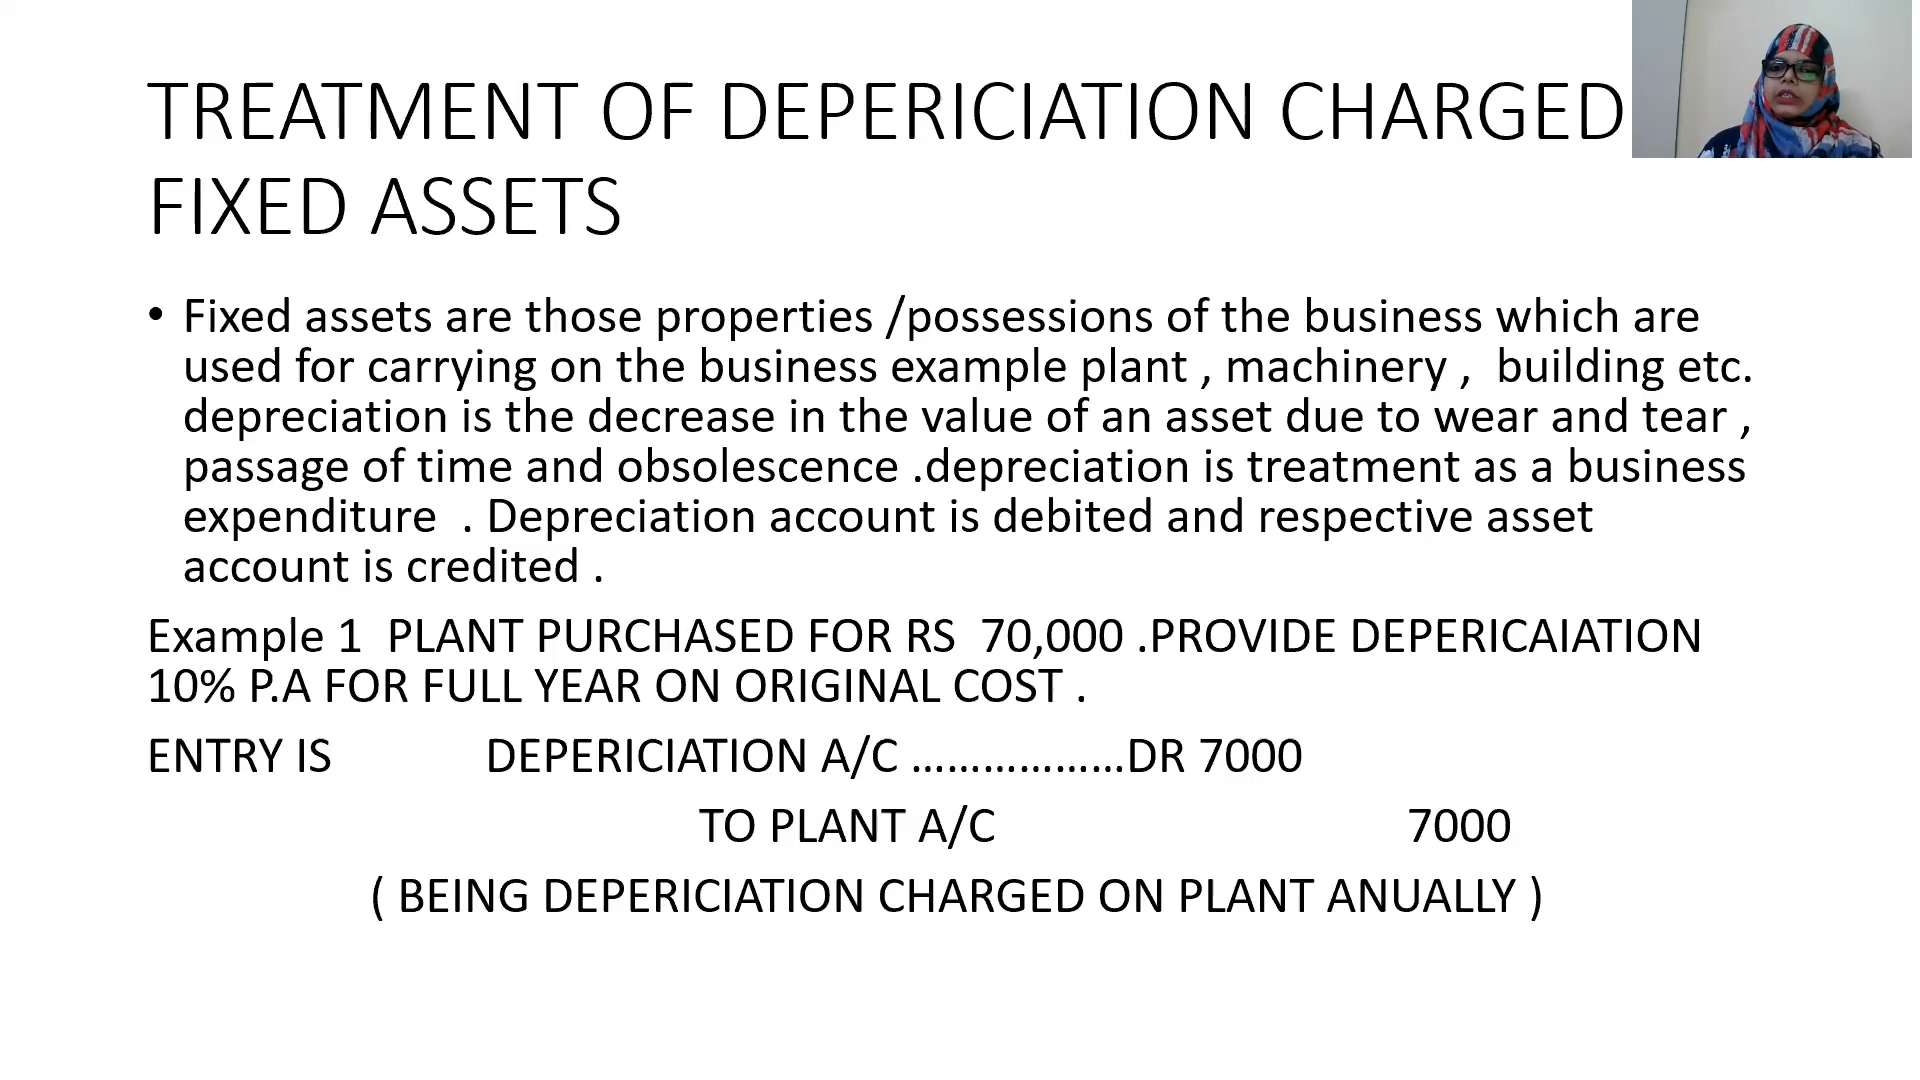 TREATMENT OF DEPERICIATION CHARGED
FIXED ASSETS
• Fixed assets are those properties /possessions of the business which are
used for carrying on the business example plant , machinery ,  building etc.
depreciation is the decrease in the value of an asset due to wear and tear ,
passage of time and obsolescence .depreciation is treatment as a business
expenditure  . Depreciation account is debited and respective asset
account is credited .
Example 1  PLANT PURCHASED FOR RS  70,000 .PROVIDE DEPERICAIATION
10% P.A FOR FULL YEAR ON ORIGINAL COST .
ENTRY IS DEPERICIATION A/C ………………DR 7000
TO PLANT A/C 7000
( BEING DEPERICIATION CHARGED ON PLANT ANUALLY )